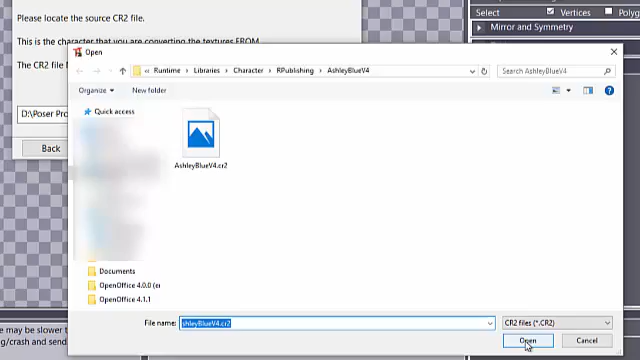 Please locate the source CR2 file.
This is the character that you are converting the textures FROM.
The CR2 file
D:\Poser Pro
Back
Select
Vertices
Polyg
Mirror and Symmetry
Open
Runtime › Libraries › Character › RPublishing › AshleyBlueV4
Search AshleyBlueV4
Organize
New folder
Quick access
AshleyBlueV4.cr2
Documents
OpenOffice 4.0.0 (er
OpenOffice 4.1.1
File name:
shleyBlueV4.cr2
CR2 files (*.CR2)
Open
Cancel
e may be slower t
g/crash and send